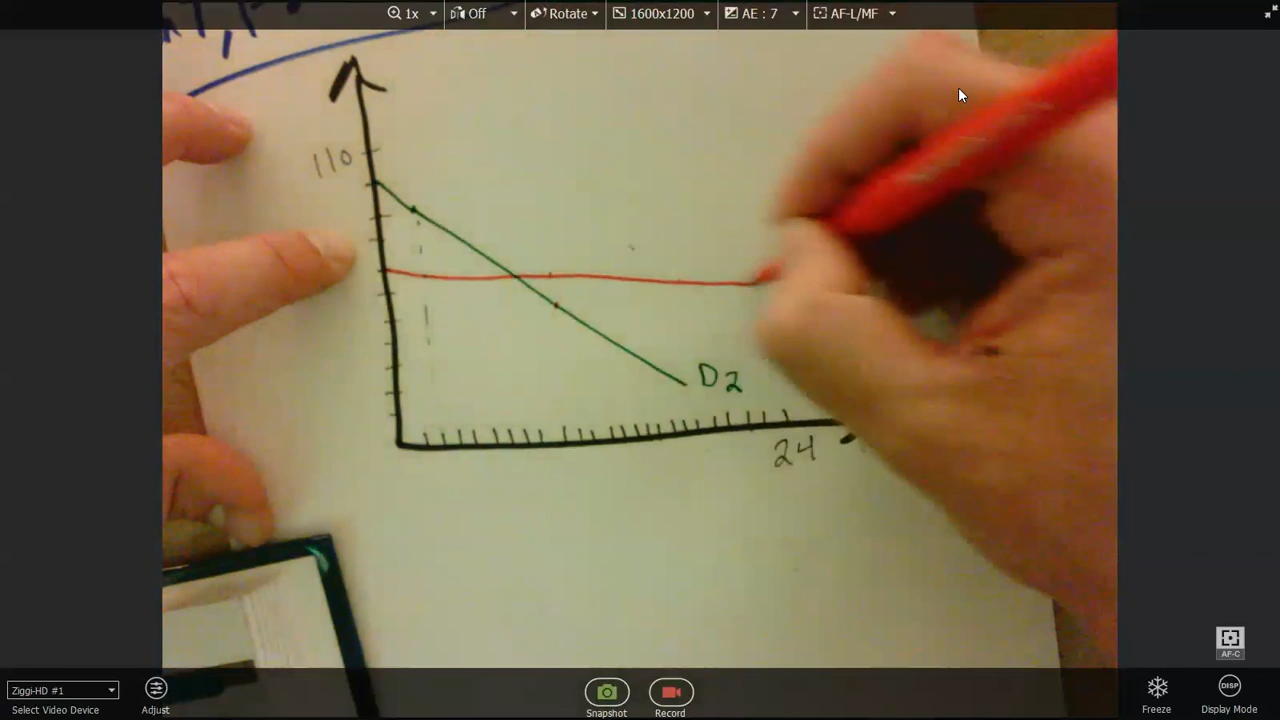 1x
Off
Rotate
1600x1200
AE : 7
AF-L/MF
110
D2
24
AF-C
Ziggi-HD #1
Select Video Device
Adjust
Snapshot
Record
Freeze
DISP
Display Mode